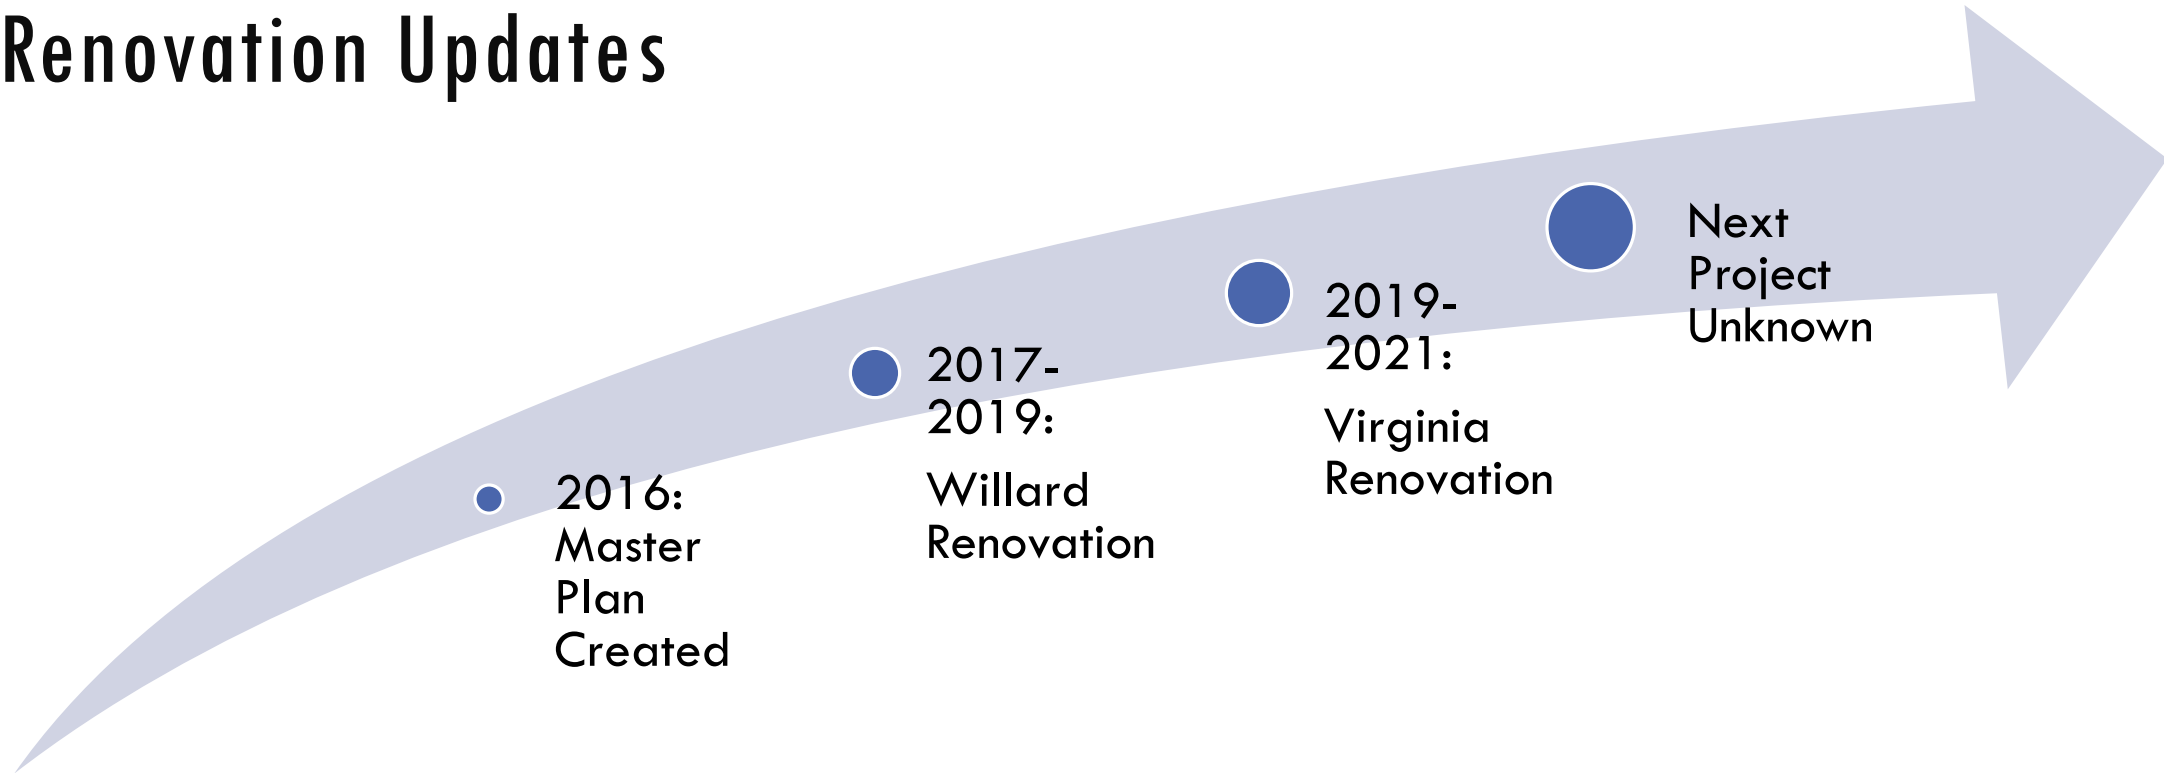 Renovation Updates
2016:
Master
Plan
Created
2017-
2019:
Willard
Renovation
2019-
2021:
Virginia
Renovation
Next
Project
Unknown